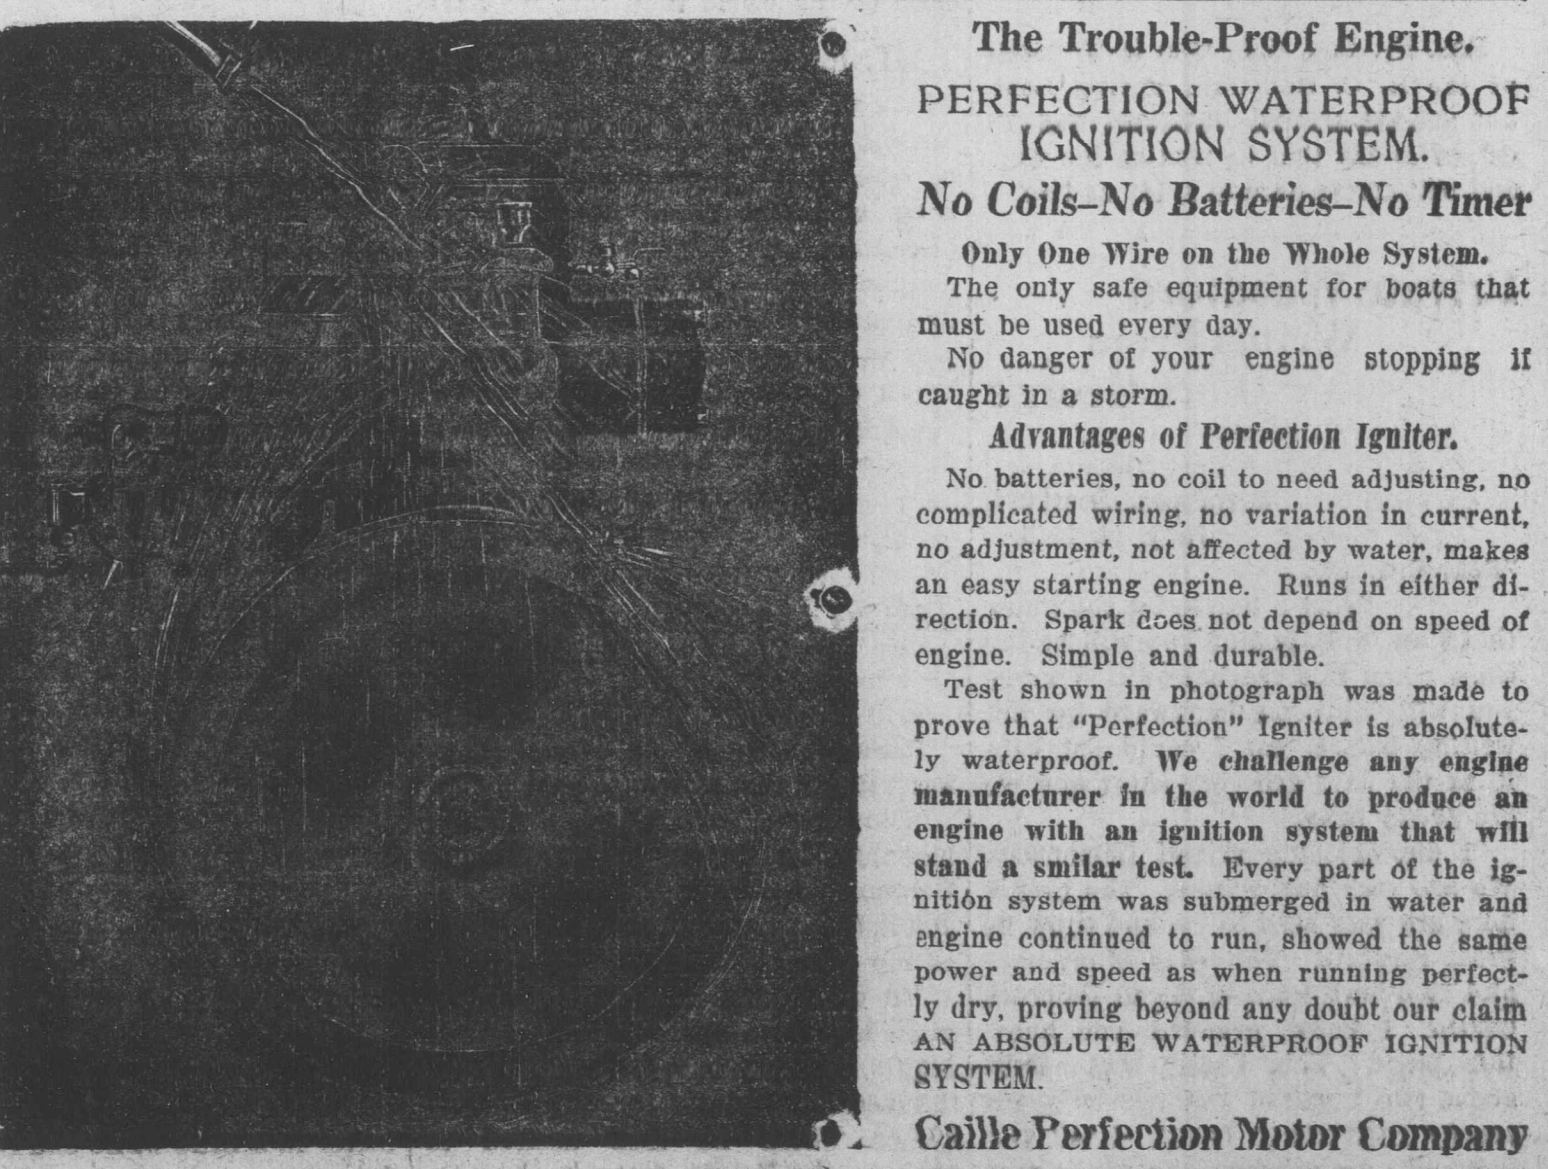 The Trouble-Proof Engine.
PERFECTION WATERPROOF
IGNITION SYSTEM.
No Coils–No Batteries–No Timer
Only One Wire on the Whole System.
The only safe equipment for boats that
must be used every day.
No danger of your engine stopping if
caught in a storm.
Advantages of Perfection Igniter.
No batteries, no coil to need adjusting, no
complicated wiring, no variation in current,
no adjustment, not affected by water, makes
an easy starting engine. Runs in either di-
rection. Spark does not depend on speed of
engine. Simple and durable.
Test shown in photograph was made to
prove that "Perfection" Igniter is absolute-
ly waterproof. We challenge any engine
manufacturer in the world to produce an
engine with an ignition system that will
stand a smilar test. Every part of the ig-
nition system was submerged in water and
engine continued to run, showed the same
power and speed as when running perfect-
ly dry, proving beyond any doubt our claim
AN ABSOLUTE WATERPROOF IGNITION
SYSTEM.
Caille Perfection Motor Company